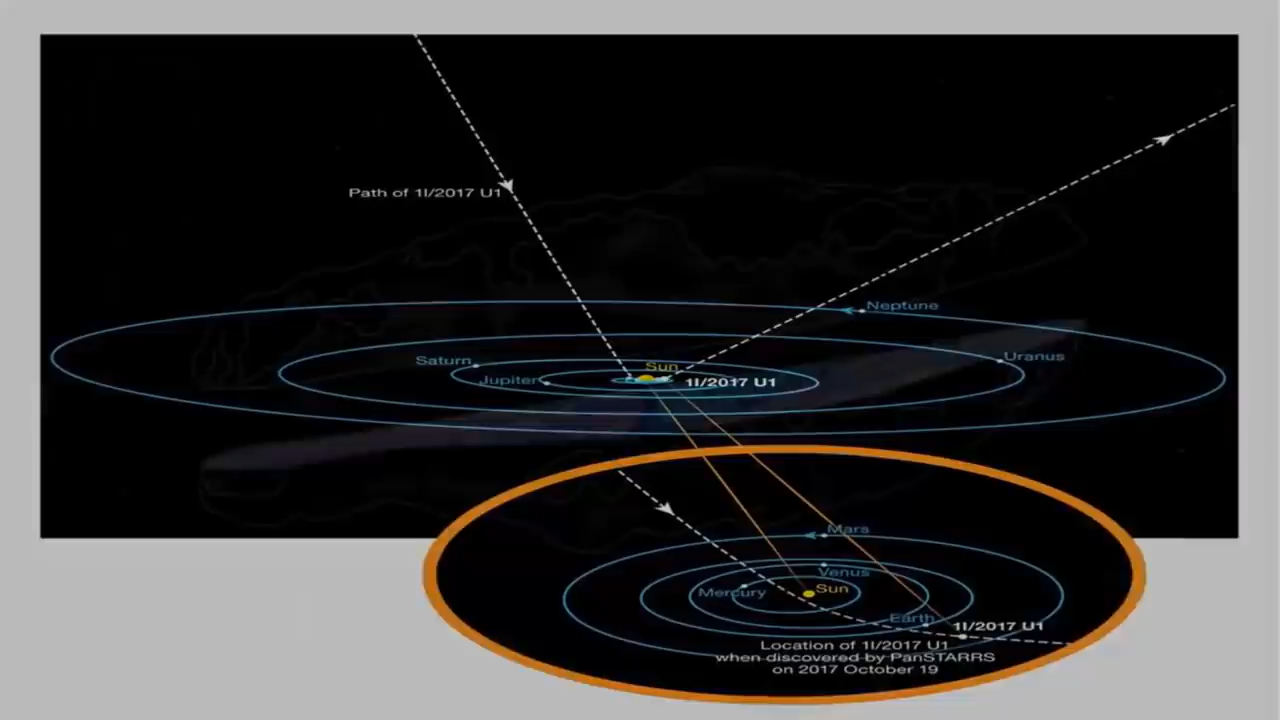 Path of 1I/2017 U1
Neptune
Uranus
Saturn
Sun
Jupiter
1I/2017 U1
Mars
Venus
Mercury
Sun
Earth
1I/2017 U1
Location of 1I/2017 U1
when discovered by PanSTARRS
on 2017 October 19